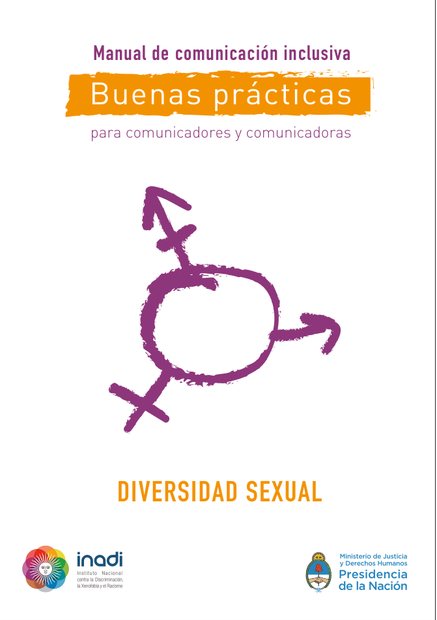 Manual de comunicación inclusiva
Buenas prácticas
para comunicadores y comunicadoras
DIVERSIDAD SEXUAL
inadi
Instituto Nacional
contra la Discriminación,
la Xenofobia y el Racismo
Ministerio de Justicia
y Derechos Humanos
Presidencia
de la Nación